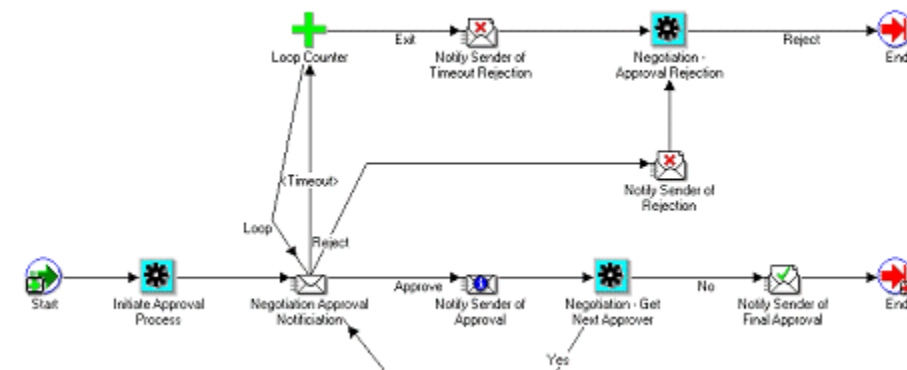 Exit
Reject
Loop Counter
Notify Sender of
Timeout Rejection
Negotiation -
Approval Rejection
End
<Timeout>
Notify Sender of
Rejection
Loop
Reject
Approve
No
Start
Initiate Approval
Process
Negotiation Approval
Notificiation
Notify Sender of
Approval
Negotiation - Get
Next Approver
Notify Sender of
Final Approval
End
Yes